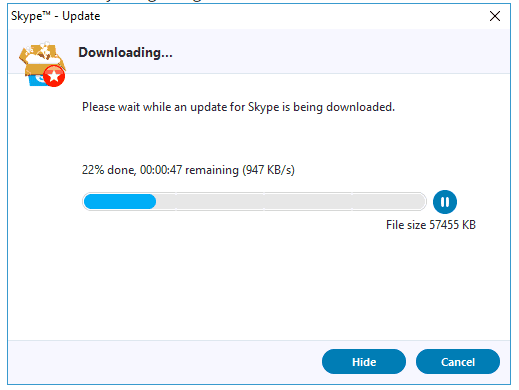 Skype™ - Update
Downloading...
Please wait while an update for Skype is being downloaded.
22% done, 00:00:47 remaining (947 KB/s)
File size 57455 KB
Hide
Cancel